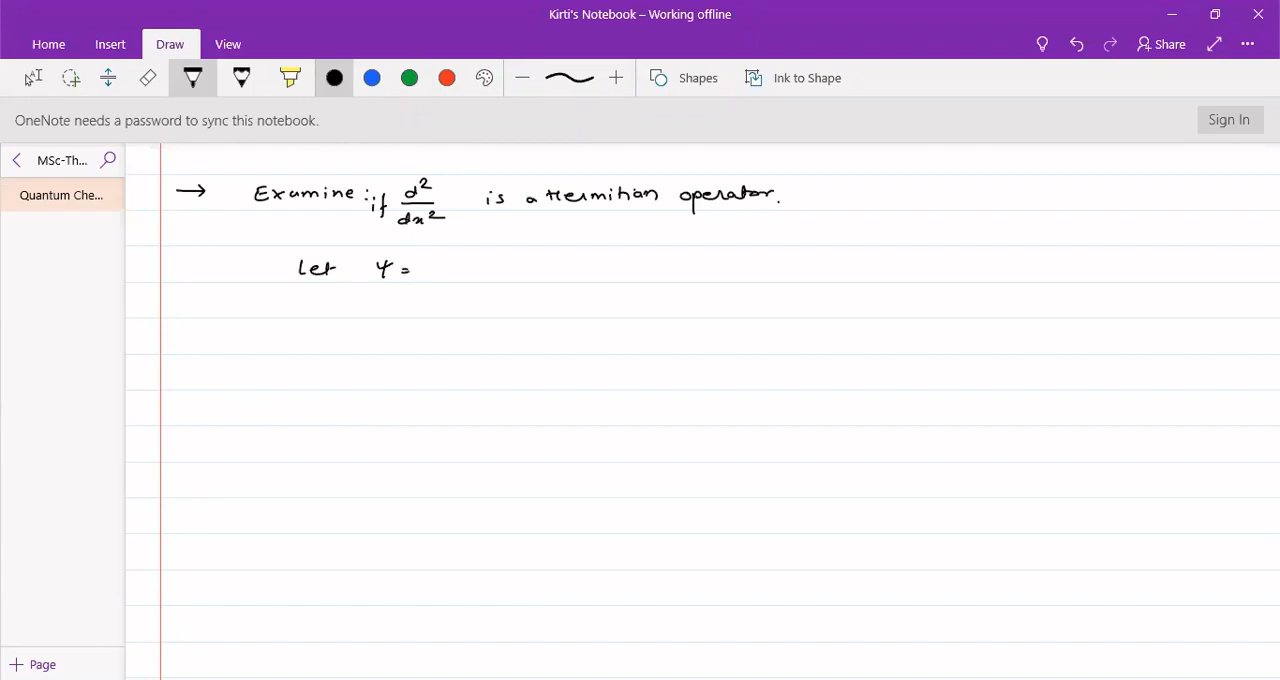 Kirti's Notebook – Working offline
Home Insert Draw View
Share
Shapes Ink to Shape
OneNote needs a password to sync this notebook.
Sign In
MSc-Th...
Quantum Che...
→ Examine : if d²/dx² is a Hermitian operator.
Let ψ =
+ Page